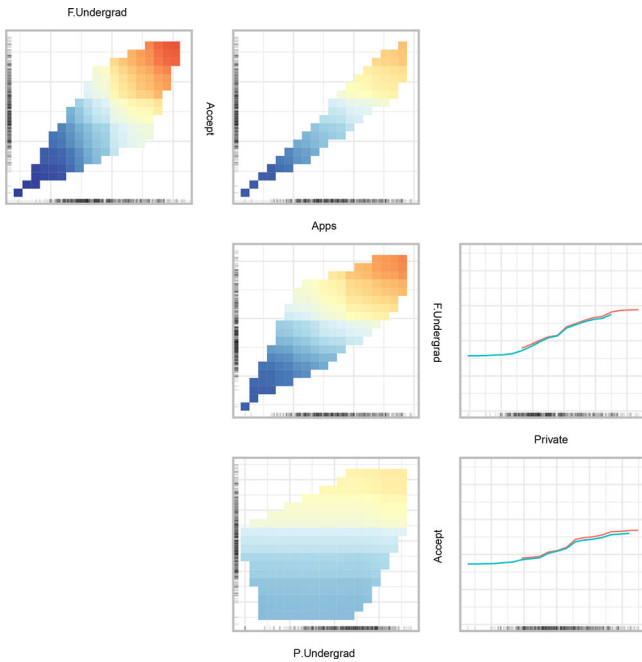 F.Undergrad
Accept
Apps
F.Undergrad
Private
Accept
P.Undergrad